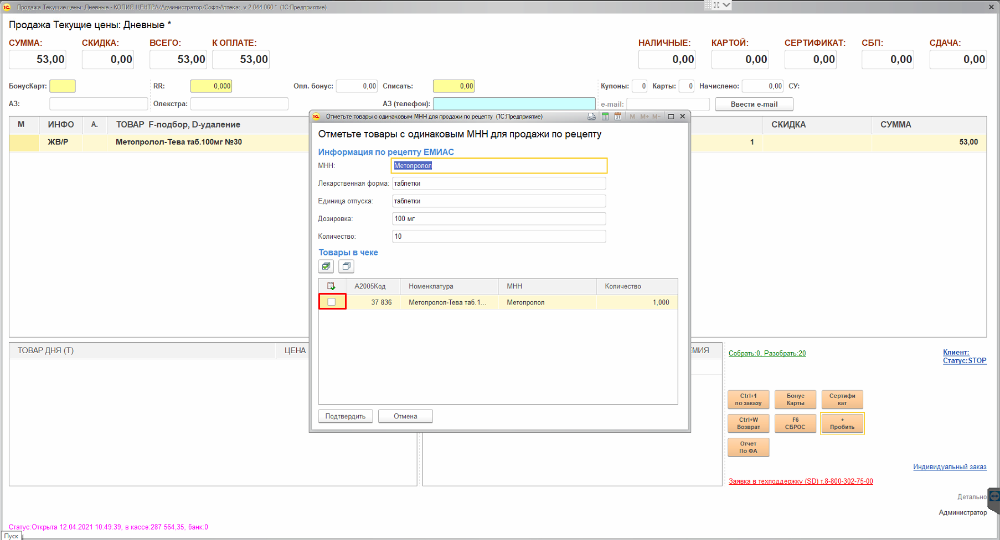 Продажа Текущие цены: Дневные - КОПИЯ ЦЕНТРА/Администратор/Софт-Аптека:, v.2.044.060 * (1С:Предприятие)
Продажа Текущие цены: Дневные *
СУММА: СКИДКА: ВСЕГО: К ОПЛАТЕ: НАЛИЧНЫЕ: КАРТОЙ: СЕРТИФИКАТ: СБП: СДАЧА:
53,00 0,00 53,00 53,00 0,00 0,00 0,00 0,00 0,00
БонусКарт: RR: 0,000 Опл. бонус: 0,00 Списать: 0,00 Купоны: 0 Карты: 0 Начислено: 0,00 СУ:
АЗ: Олекстра: АЗ (телефон): e-mail: Ввести e-mail
М ИНФО А. ТОВАР F-подбор, D-удаление СКИДКА СУММА
ЖВ/Р Метопролол-Тева таб.100мг №30 1 53,00
Отметьте товары с одинаковым МНН для продажи по рецепту (1С:Предприятие) 31 M M+ M-
Отметьте товары с одинаковым МНН для продажи по рецепту
Информация по рецепту ЕМИАС
МНН: Метопролол
Лекарственная форма: таблетки
Единица отпуска: таблетки
Дозировка: 100 мг
Количество: 10
Товары в чеке
А2005Код Номенклатура МНН Количество
37 836 Метопролол-Тева таб.1... Метопролол 1,000
Подтвердить Отмена
ТОВАР ДНЯ (Т) ЦЕНА ЕМИЯ
Собрать:0, Разобрать:20
Клиент:
Статус:STOP
Ctrl+1
по заказу
Бонус
Карты
Сертифи
кат
Ctrl+W
Возврат
F6
СБРОС
+
Пробить
Отчет
По ФА
Индивидуальный заказ
Заявка в техподдержку (SD) т.8-800-302-75-00
Детально
Администратор
Статус:Открыта 12.04.2021 10:49:39, в кассе:287 564,35, банк:0
Пуск